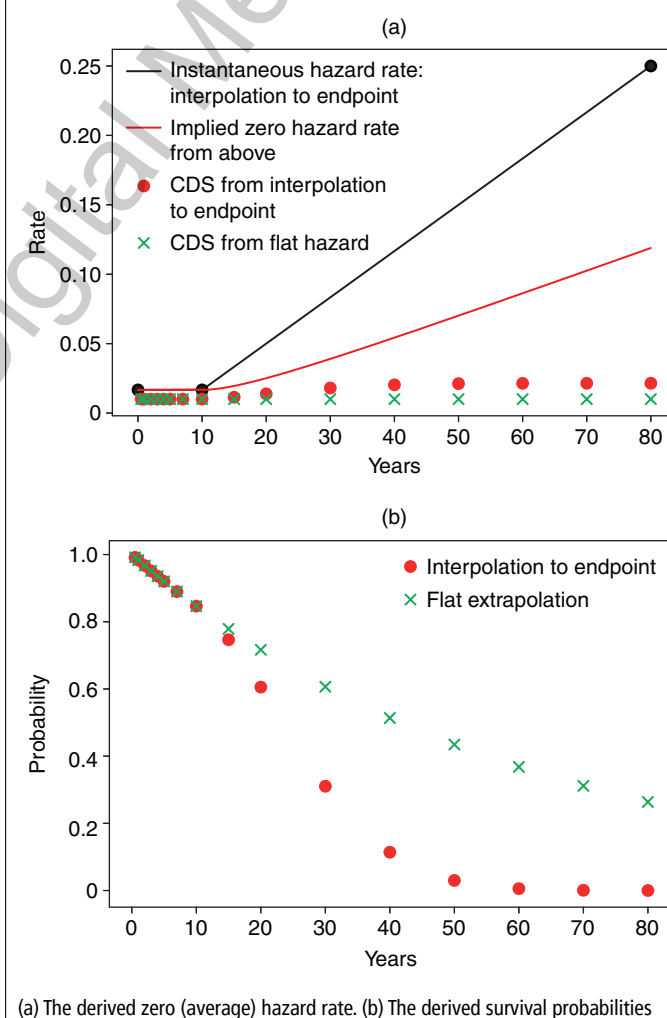 (a)
0.25
0.20
0.15
0.10
0.05
0
Rate
Instantaneous hazard rate:
interpolation to endpoint
Implied zero hazard rate
from above
CDS from interpolation
to endpoint
CDS from flat hazard
0 10 20 30 40 50 60 70 80
Years
(b)
1.0
0.8
0.6
0.4
0.2
0
Probability
Interpolation to endpoint
Flat extrapolation
0 10 20 30 40 50 60 70 80
Years
(a) The derived zero (average) hazard rate. (b) The derived survival probabilities
Digital